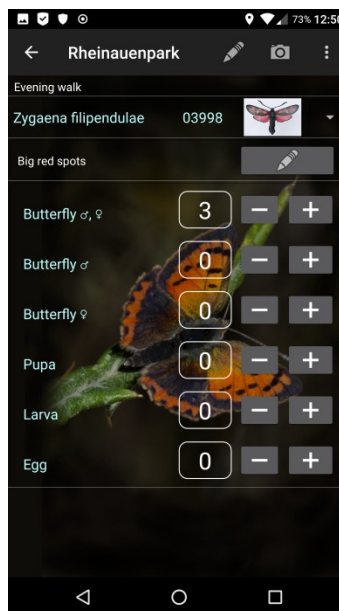 73% 12:50
Rheinauenpark
Evening walk
Zygaena filipendulae 03998
Big red spots
Butterfly ♂, ♀ 3 − +
Butterfly ♂ 0 − +
Butterfly ♀ 0 − +
Pupa 0 − +
Larva 0 − +
Egg 0 − +